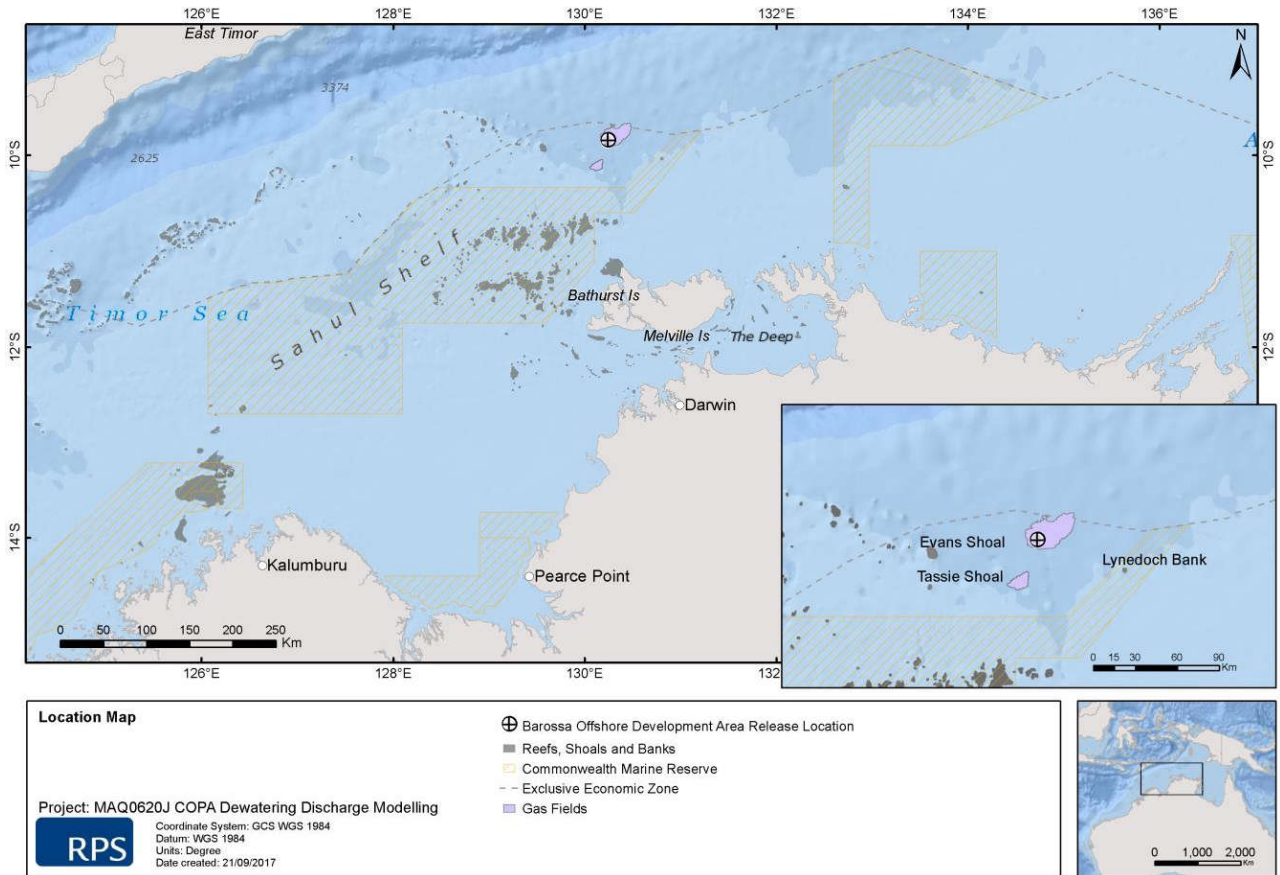 126°E 128°E 130°E 132°E 134°E 136°E
East Timor
N
3374
2625
10°S 10°S
A
Sahul Shelf
Timor Sea
Bathurst Is
Melville Is The Deep
12°S 12°S
Darwin
14°S
Kalumburu
Pearce Point
0 50 100 150 200 250
Km
126°E 128°E 130°E 132°E
Evans Shoal
Lynedoch Bank
Tassie Shoal
0 15 30 60 90
Km
Location Map
Barossa Offshore Development Area Release Location
Reefs, Shoals and Banks
Commonwealth Marine Reserve
Exclusive Economic Zone
Gas Fields
Project: MAQ0620J COPA Dewatering Discharge Modelling
RPS
Coordinate System: GCS WGS 1984
Datum: WGS 1984
Units: Degree
Date created: 21/09/2017
0 1,000 2,000
Km